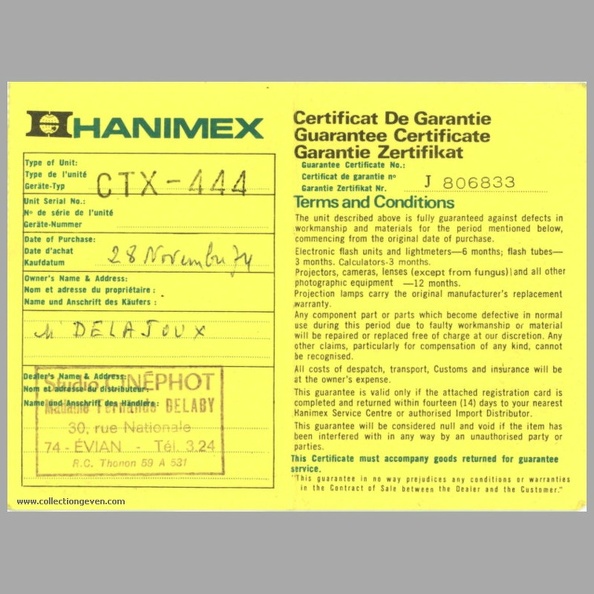 HANIMEX
Type of Unit:
Type de l'unité
Geräte-Typ
CTX-444
Unit Serial No.:
Nº de série de l'unité
Geräte-Nummer
Date of Purchase:
Date d'achat
Kaufdatum
28 Novembre 74
Owner's Name & Address:
Nom et adresse du propriétaire :
Name und Anschrift des Käufers :
M DELAJOUX
Dealer's Name & Address:
Nom et adresse du distributeur:
Name und Anschrift des Händlers:
Studio CINÉPHOT
Madame Fernande DELABY
30, rue Nationale
74 - ÉVIAN - Tél. 3.24
R.C. Thonon 59 A 531
www.collectiongeven.com
Certificat De Garantie
Guarantee Certificate
Garantie Zertifikat
Guarantee Certificate No.:
Certificat de garantie nº
Garantie Zertifikat Nr.
J 806833
Terms and Conditions
The unit described above is fully guaranteed against defects in
workmanship and materials for the period mentioned below,
commencing from the original date of purchase.
Electronic flash units and lightmeters—6 months; flash tubes—
3 months. Calculators-3 months.
Projectors, cameras, lenses (except from fungus) and all other
photographic equipment —12 months.
Projection lamps carry the original manufacturer's replacement
warranty.
Any component part or parts which become defective in normal
use during this period due to faulty workmanship or material
will be repaired or replaced free of charge at our discretion. Any
other claims, particularly for compensation of any kind, cannot
be recognised.
All costs of despatch, transport, Customs and insurance will be
at the owner's expense.
This guarantee is valid only if the attached registration card is
completed and returned within fourteen (14) days to your nearest
Hanimex Service Centre or authorised Import Distributor.
This guarantee will be considered null and void if the item has
been interfered with in any way by an unauthorised party or
parties.
This Certificate must accompany goods returned for guarantee
service.
"This guarantee in no way prejudices any conditions or warranties
in the Contract of Sale between the Dealer and the Customer."